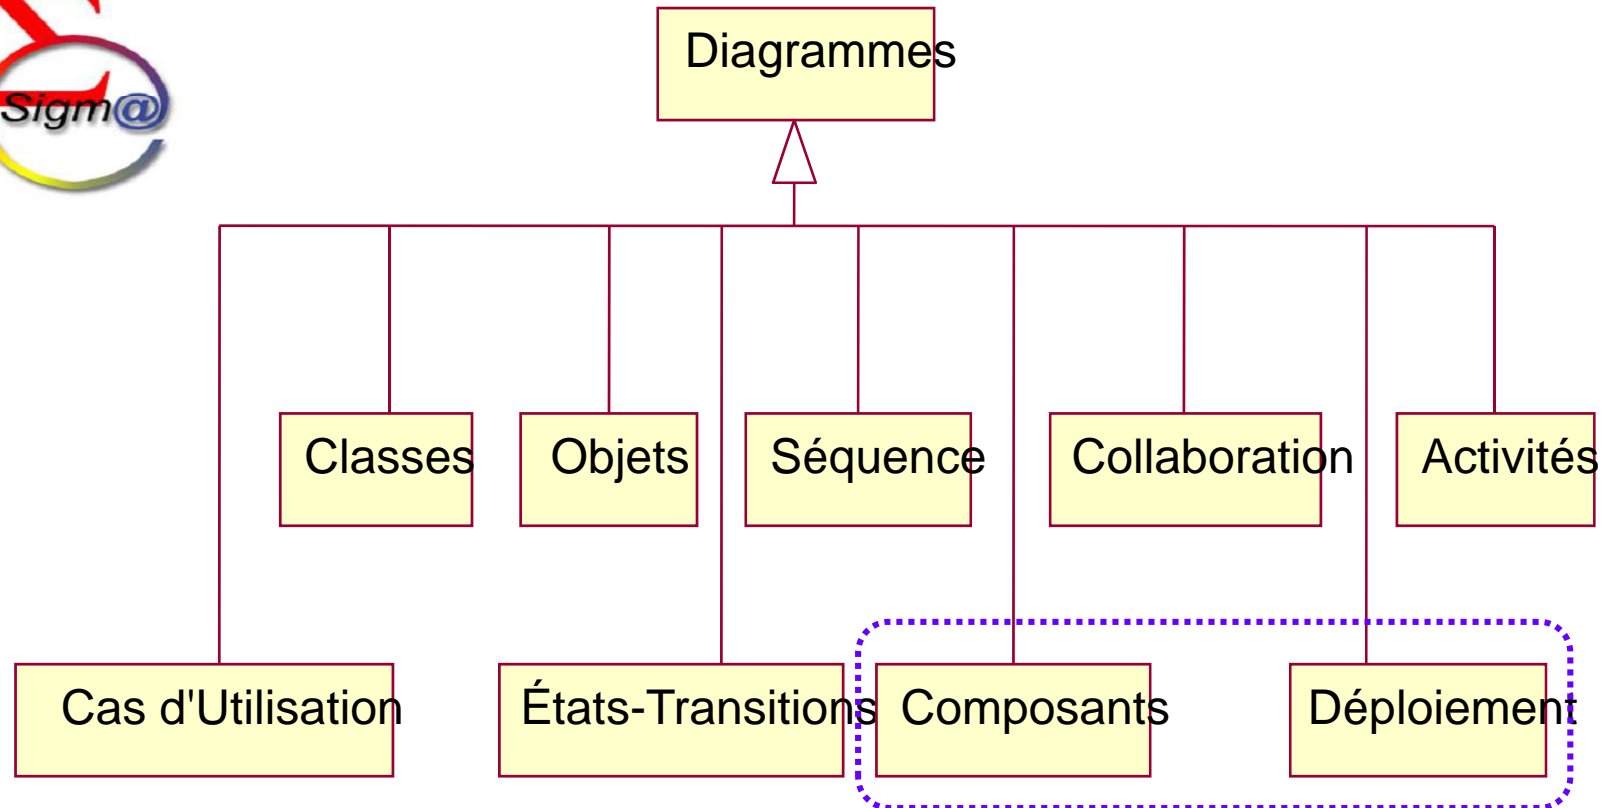 Sigm@
Diagrammes
Classes
Objets
Séquence
Collaboration
Activités
Cas d'Utilisation
États-Transitions
Composants
Déploiement